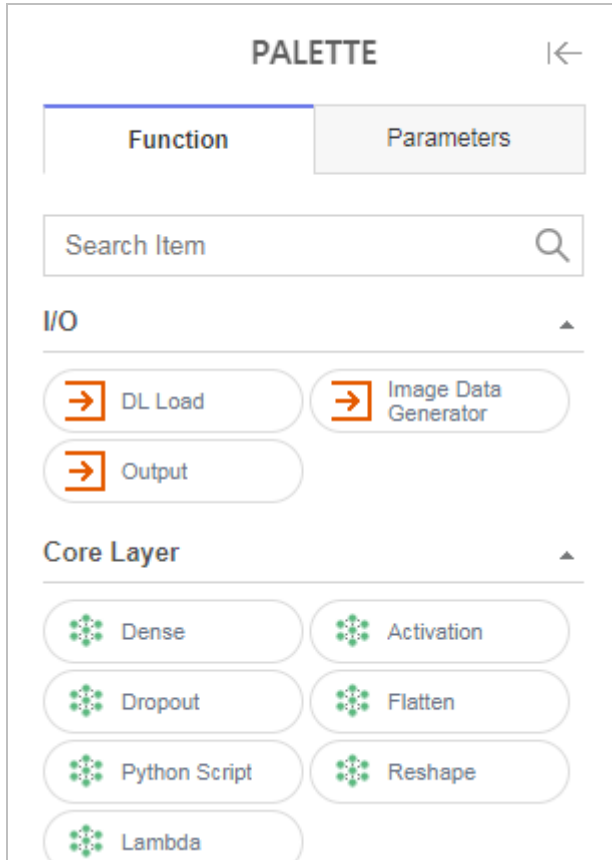 PALETTE
Function
Parameters
Search Item
I/O
DL Load
Image Data
Generator
Output
Core Layer
Dense
Activation
Dropout
Flatten
Python Script
Reshape
Lambda